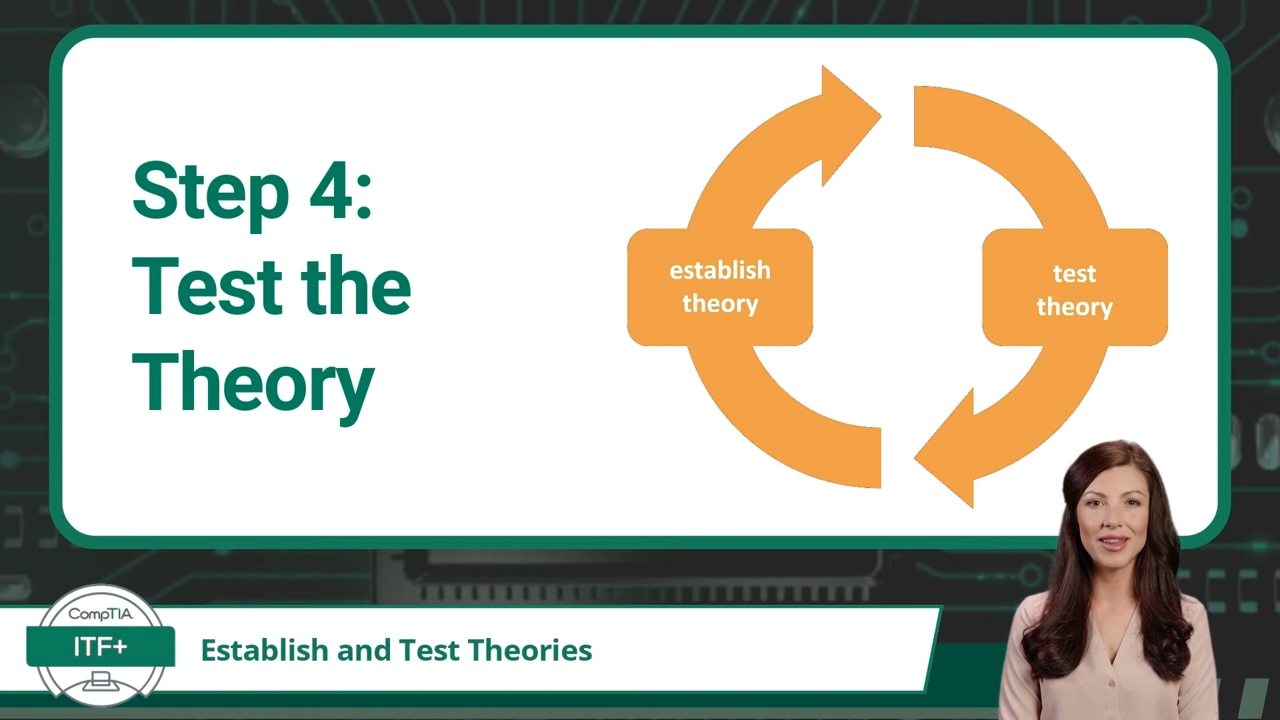 Step 4:
Test the
Theory
establish
theory
test
theory
CompTIA
ITF+
Establish and Test Theories